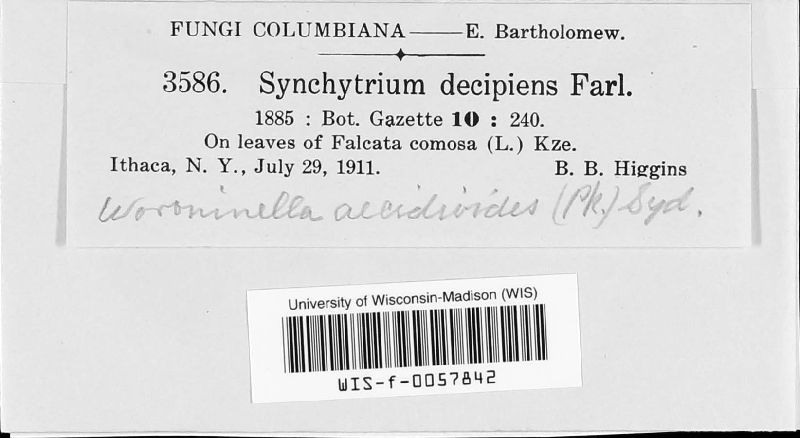 FUNGI COLUMBIANA—E. Bartholomew.
3586. Synchytrium decipiens Farl.
1885 : Bot. Gazette 10 : 240.
On leaves of Falcata comosa (L.) Kze.
Ithaca, N. Y., July 29, 1911. B. B. Higgins
Woroninella aecidioides (Pk.) Syd.
University of Wisconsin-Madison (WIS)
WIS-f-0057842